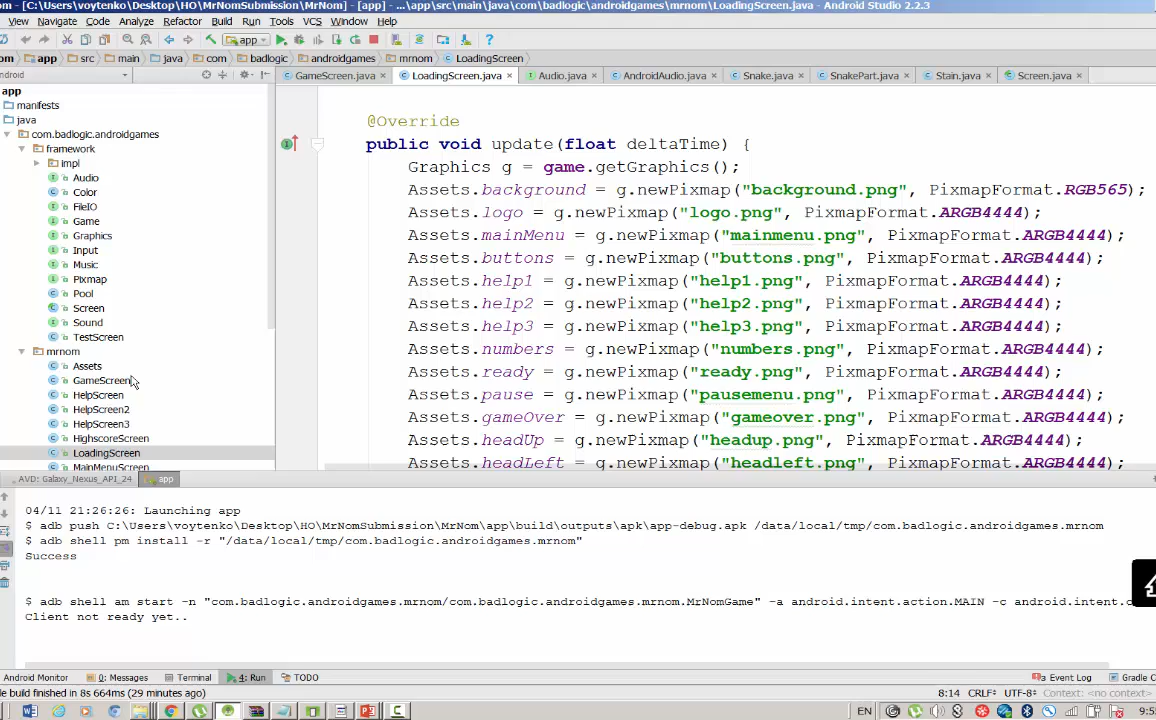 om - [C:\Users\voytenko\Desktop\HO\MrNomSubmission\MrNom] - [app] - ...\app\src\main\java\com\badlogic\androidgames\mrnom\LoadingScreen.java - Android Studio 2.2.3
View Navigate Code Analyze Refactor Build Run Tools VCS Window Help
app
om app src main java com badlogic androidgames mrnom LoadingScreen
ndroid
GameScreen.java LoadingScreen.java Audio.java AndroidAudio.java Snake.java SnakePart.java Stain.java Screen.java
app
manifests
java
com.badlogic.androidgames
framework
impl
Audio
Color
FileIO
Game
Graphics
Input
Music
Pixmap
Pool
Screen
Sound
TestScreen
mrnom
Assets
GameScreen
HelpScreen
HelpScreen2
HelpScreen3
HighscoreScreen
LoadingScreen
MainMenuScreen
@Override
public void update(float deltaTime) {
Graphics g = game.getGraphics();
Assets.background = g.newPixmap("background.png", PixmapFormat.RGB565);
Assets.logo = g.newPixmap("logo.png", PixmapFormat.ARGB4444);
Assets.mainMenu = g.newPixmap("mainmenu.png", PixmapFormat.ARGB4444);
Assets.buttons = g.newPixmap("buttons.png", PixmapFormat.ARGB4444);
Assets.help1 = g.newPixmap("help1.png", PixmapFormat.ARGB4444);
Assets.help2 = g.newPixmap("help2.png", PixmapFormat.ARGB4444);
Assets.help3 = g.newPixmap("help3.png", PixmapFormat.ARGB4444);
Assets.numbers = g.newPixmap("numbers.png", PixmapFormat.ARGB4444);
Assets.ready = g.newPixmap("ready.png", PixmapFormat.ARGB4444);
Assets.pause = g.newPixmap("pausemenu.png", PixmapFormat.ARGB4444);
Assets.gameOver = g.newPixmap("gameover.png", PixmapFormat.ARGB4444);
Assets.headUp = g.newPixmap("headup.png", PixmapFormat.ARGB4444);
Assets.headLeft = g.newPixmap("headleft.png", PixmapFormat.ARGB4444);
AVD: Galaxy_Nexus_API_24 app
04/11 21:26:26: Launching app
$ adb push C:\Users\voytenko\Desktop\HO\MrNomSubmission\MrNom\app\build\outputs\apk\app-debug.apk /data/local/tmp/com.badlogic.androidgames.mrnom
$ adb shell pm install -r "/data/local/tmp/com.badlogic.androidgames.mrnom"
Success
$ adb shell am start -n "com.badlogic.androidgames.mrnom/com.badlogic.androidgames.mrnom.MrNomGame" -a android.intent.action.MAIN -c android.intent.c
Client not ready yet..
Android Monitor 0: Messages Terminal 4: Run TODO 3 Event Log Gradle C
le build finished in 8s 664ms (29 minutes ago) 8:14 CRLF÷ UTF-8÷ Context: <no context>
EN 9:5